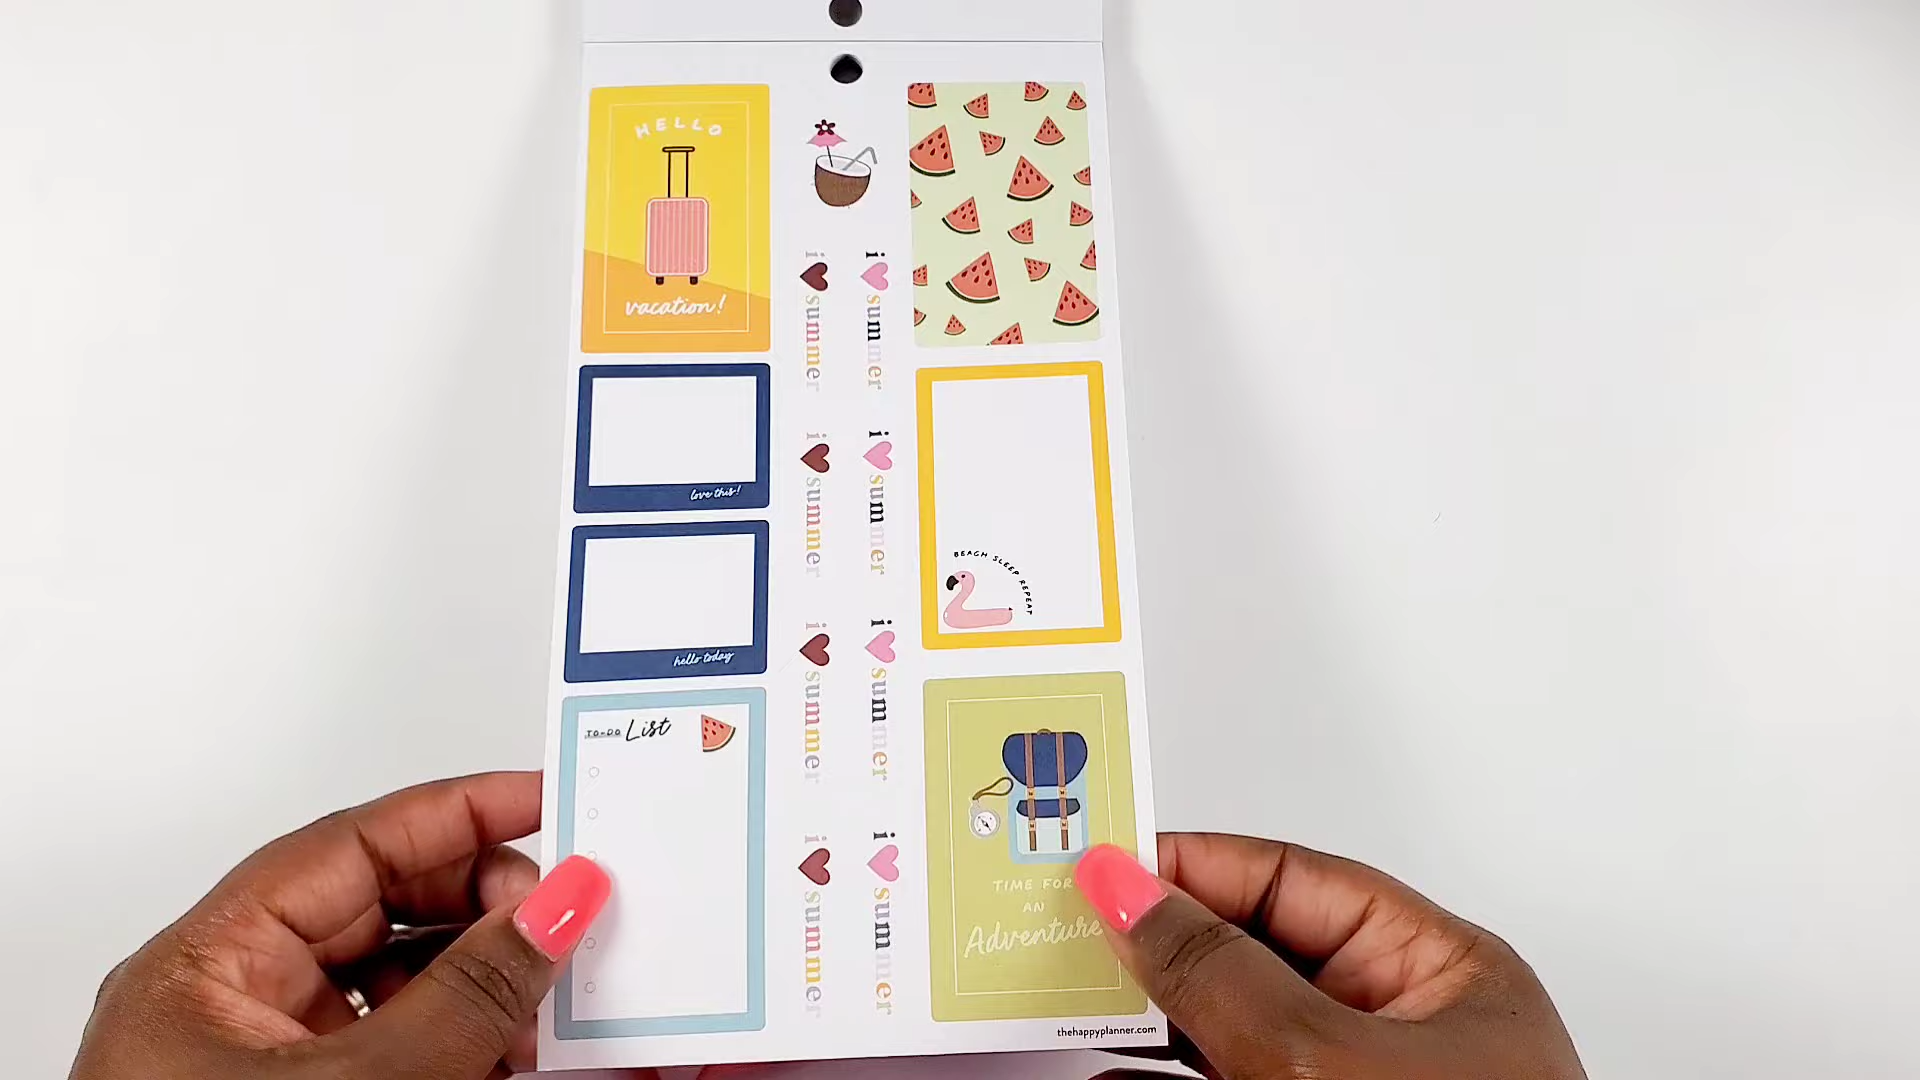 HELLO
vacation!
love this!
hello today
TO-DO List
i summer
i summer
i summer
i summer
i summer
i summer
i summer
i summer
BEACH SLEEP REPEAT
TIME FOR
AN
Adventure
thehappyplanner.com